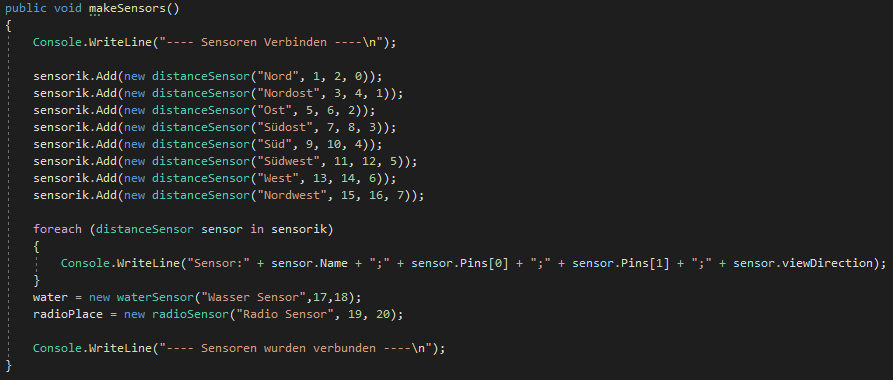 public void makeSensors()
{
Console.WriteLine("---- Sensoren Verbinden ----\n");
sensorik.Add(new distanceSensor("Nord", 1, 2, 0));
sensorik.Add(new distanceSensor("Nordost", 3, 4, 1));
sensorik.Add(new distanceSensor("Ost", 5, 6, 2));
sensorik.Add(new distanceSensor("Südost", 7, 8, 3));
sensorik.Add(new distanceSensor("Süd", 9, 10, 4));
sensorik.Add(new distanceSensor("Südwest", 11, 12, 5));
sensorik.Add(new distanceSensor("West", 13, 14, 6));
sensorik.Add(new distanceSensor("Nordwest", 15, 16, 7));
foreach (distanceSensor sensor in sensorik)
{
Console.WriteLine("Sensor:" + sensor.Name + ";" + sensor.Pins[0] + ";" + sensor.Pins[1] + ";" + sensor.viewDirection);
}
water = new waterSensor("Wasser Sensor",17,18);
radioPlace = new radioSensor("Radio Sensor", 19, 20);
Console.WriteLine("---- Sensoren wurden verbunden ----\n");
}